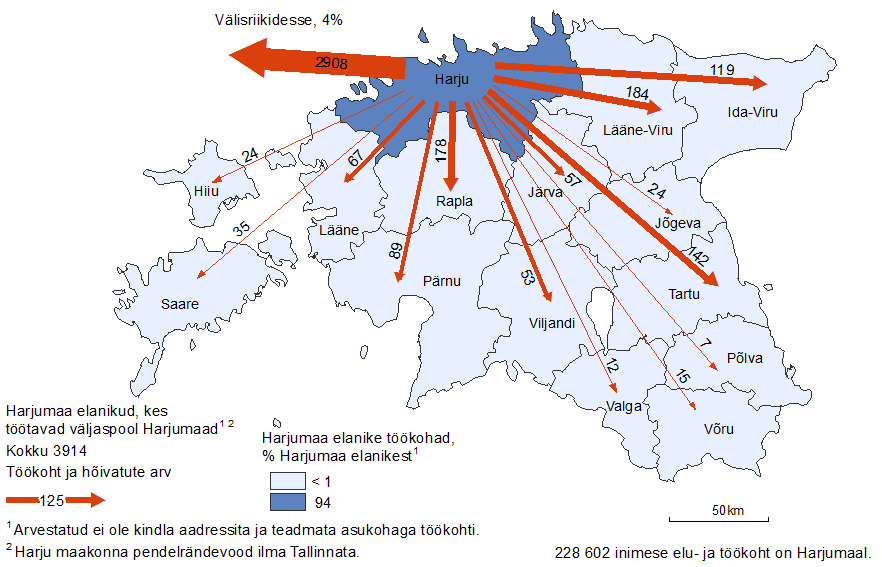 Välisriikidesse, 4%
2908
Harju
119
184
Ida-Viru
Lääne-Viru
24
67
178
57
24
Hiiu
Rapla
Järva
Lääne
Jõgeva
35
89
53
142
Pärnu
Tartu
Saare
Viljandi
7
Põlva
12
15
Valga
Võru
Harjumaa elanikud, kes
töötavad väljaspool Harjumaad¹ ²
Kokku 3914
Töökoht ja hõivatute arv
125
Harjumaa elanike töökohad,
% Harjumaa elanikest¹
< 1
94
50km
¹ Arvestatud ei ole kindla aadressita ja teadmata asukohaga töökohti.
² Harju maakonna pendelrändevood ilma Tallinnata.
228 602 inimese elu- ja töökoht on Harjumaal.